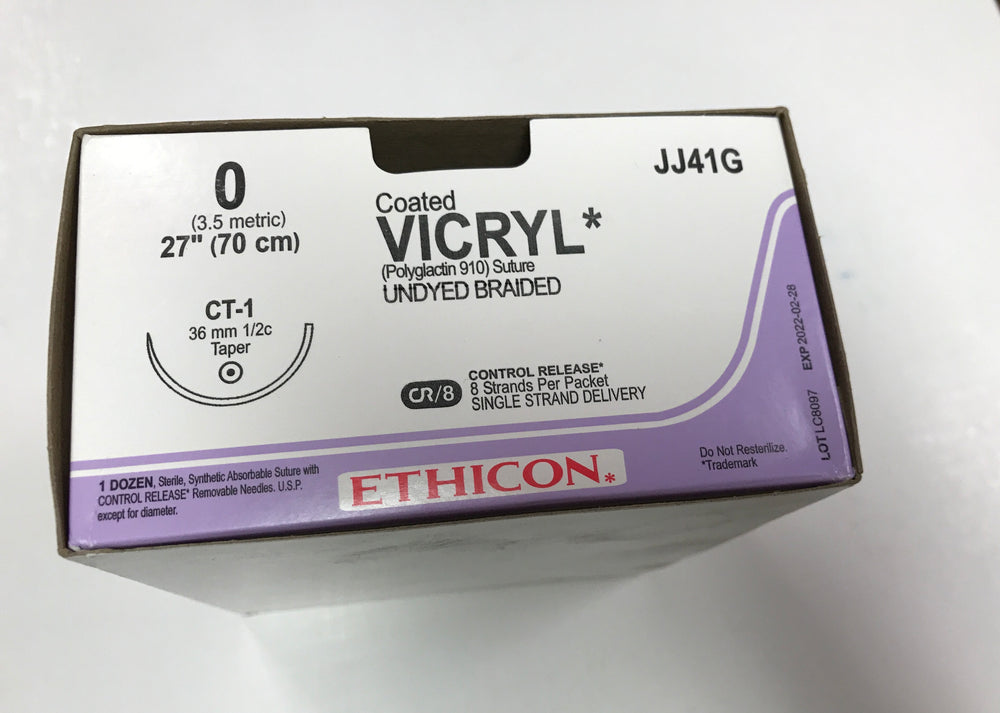 0
(3.5 metric)
27" (70 cm)
CT-1
36 mm 1/2c
Taper
Coated
VICRYL*
(Polyglactin 910) Suture
UNDYED BRAIDED
JJ41G
CR/8
CONTROL RELEASE*
8 Strands Per Packet
SINGLE STRAND DELIVERY
1 DOZEN, Sterile, Synthetic Absorbable Suture with
CONTROL RELEASE* Removable Needles. U.S.P.
except for diameter.
ETHICON*
Do Not Resterilize.
*Trademark
LOT LC8097 EXP 2022-02-28